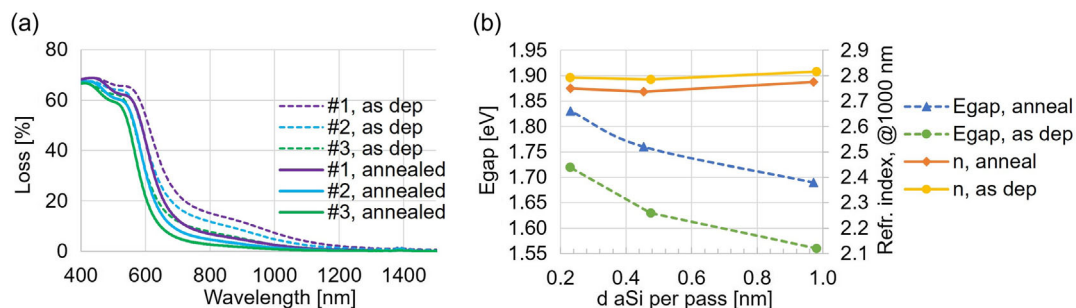 (a)
Loss [%]
80
60
40
20
0
400 600 800 1000 1200 1400
Wavelength [nm]
#1, as dep
#2, as dep
#3, as dep
#1, annealed
#2, annealed
#3, annealed
(b)
Egap [eV]
1.95
1.90
1.85
1.80
1.75
1.70
1.65
1.60
1.55
0.2 0.4 0.6 0.8 1.0
d aSi per pass [nm]
2.9
2.8
2.7
2.6
2.5
2.4
2.3
2.2
2.1
Refr. index, @1000 nm
Egap, anneal
Egap, as dep
n, anneal
n, as dep